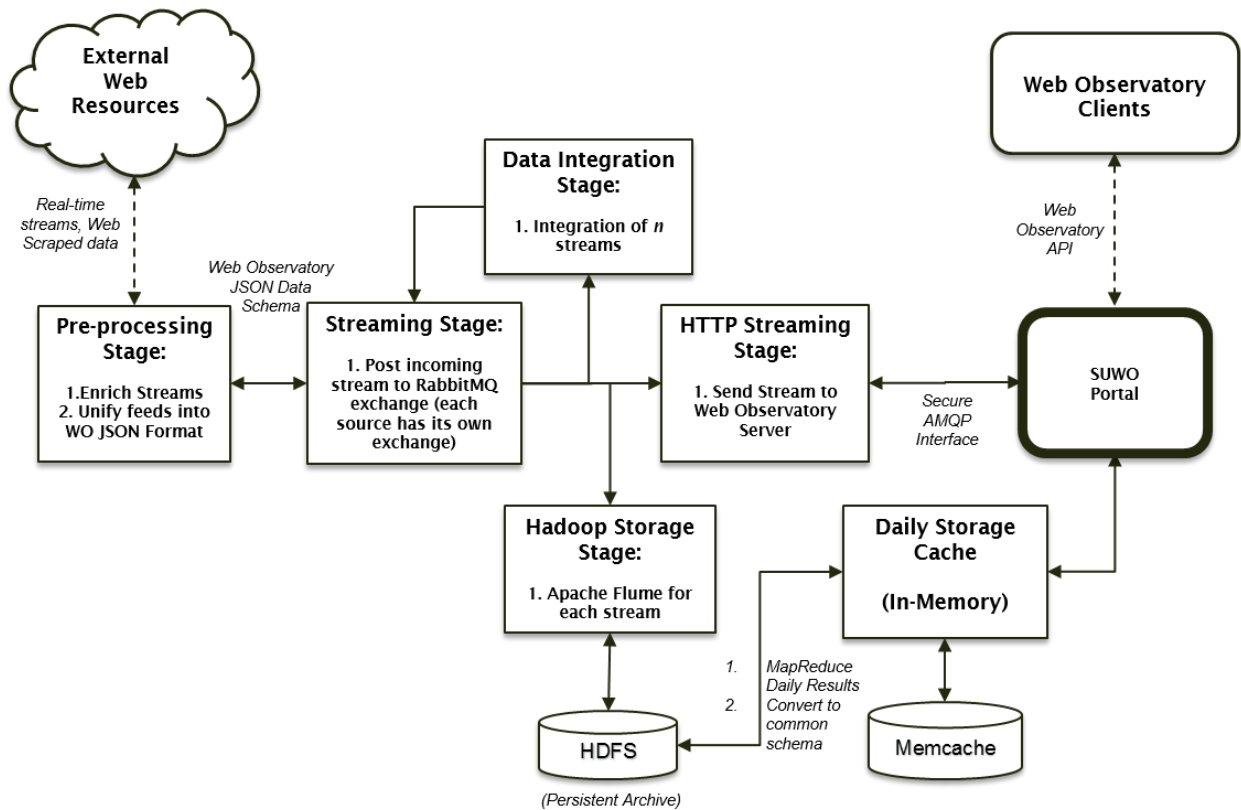 External
Web
Resources
Web Observatory
Clients
Data Integration
Stage:
1. Integration of n
streams
Real-time
streams, Web
Scraped data
Web
Observatory
API
Web Observatory
JSON Data
Schema
Pre-processing
Stage:
1.Enrich Streams
2. Unify feeds into
WO JSON Format
Streaming Stage:
1. Post incoming
stream to RabbitMQ
exchange (each
source has its own
exchange)
HTTP Streaming
Stage:
1. Send Stream to
Web Observatory
Server
Secure
AMQP
Interface
SUWO
Portal
Hadoop Storage
Stage:
1. Apache Flume for
each stream
Daily Storage
Cache
(In-Memory)
1. MapReduce
Daily Results
2. Convert to
common
schema
HDFS
Memcache
(Persistent Archive)